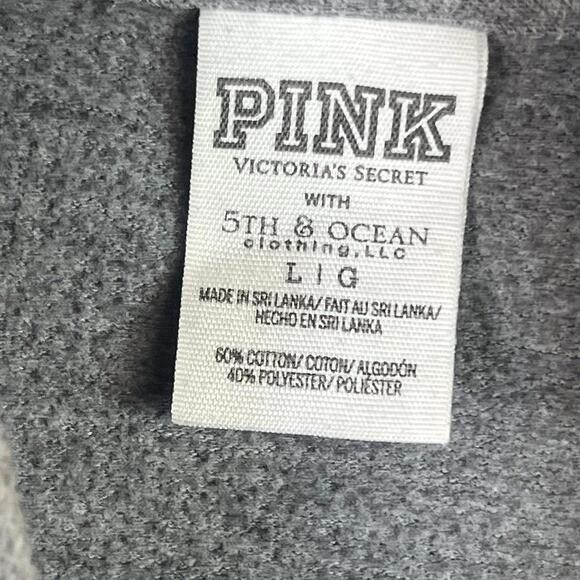 PINK
VICTORIA'S SECRET
WITH
5TH & OCEAN
clothing, LLC
L | G
MADE IN SRI LANKA/ FAIT AU SRI LANKA/
HECHO EN SRI LANKA
60% COTTON/ COTON/ ALGODÓN
40% POLYESTER/ POLIÉSTER